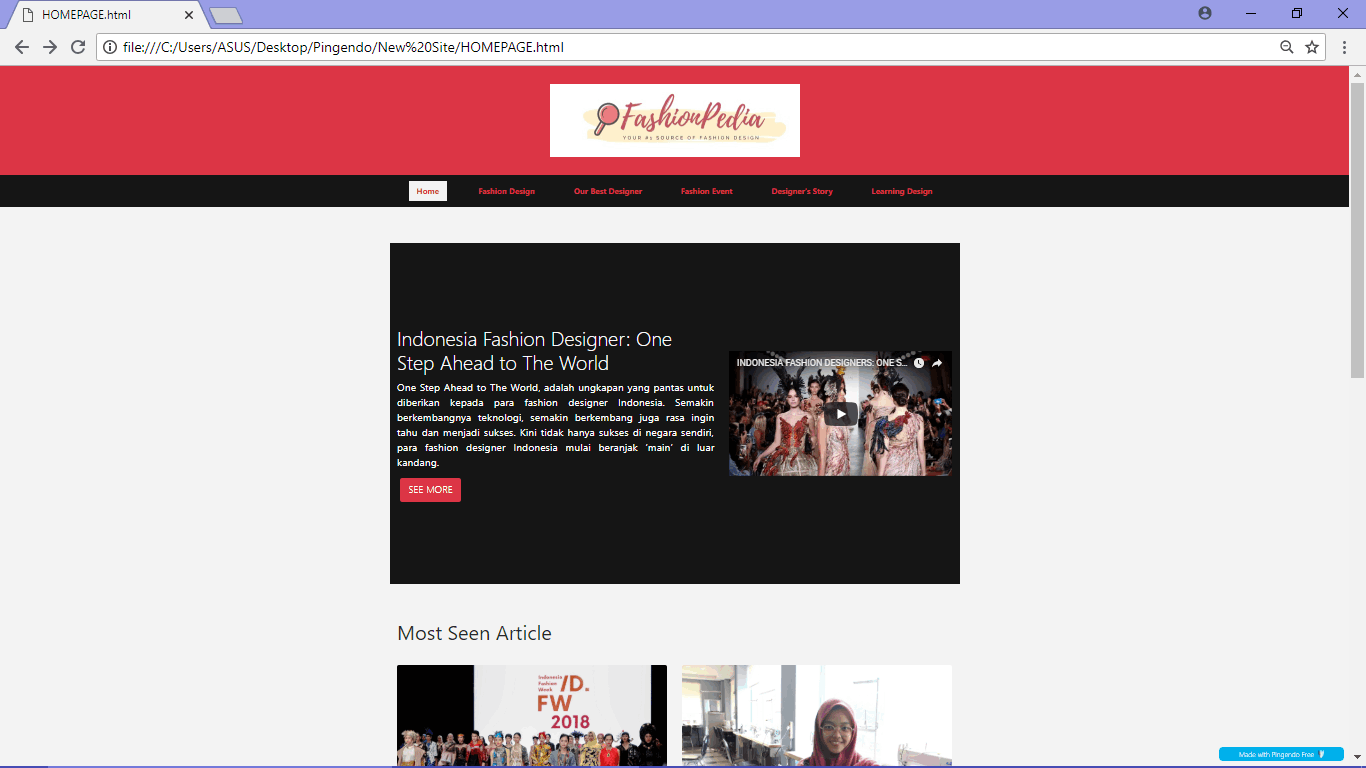 HOMEPAGE.html
file:///C:/Users/ASUS/Desktop/Pingendo/New%20Site/HOMEPAGE.html
FashionPedia
YOUR #1 SOURCE OF FASHION DESIGN
Home Fashion Design Our Best Designer Fashion Event Designer's Story Learning Design
Indonesia Fashion Designer: One
Step Ahead to The World
One Step Ahead to The World, adalah ungkapan yang pantas untuk
diberikan kepada para fashion designer Indonesia. Semakin
berkembangnya teknologi, semakin berkembang juga rasa ingin
tahu dan menjadi sukses. Kini tidak hanya sukses di negara sendiri,
para fashion designer Indonesia mulai beranjak 'main' di luar
kandang.
SEE MORE
INDONESIA FASHION DESIGNERS: ONE S...
Most Seen Article
Indonesia
Fashion
Week
/D.
FW
2018
Made with Pingendo Free